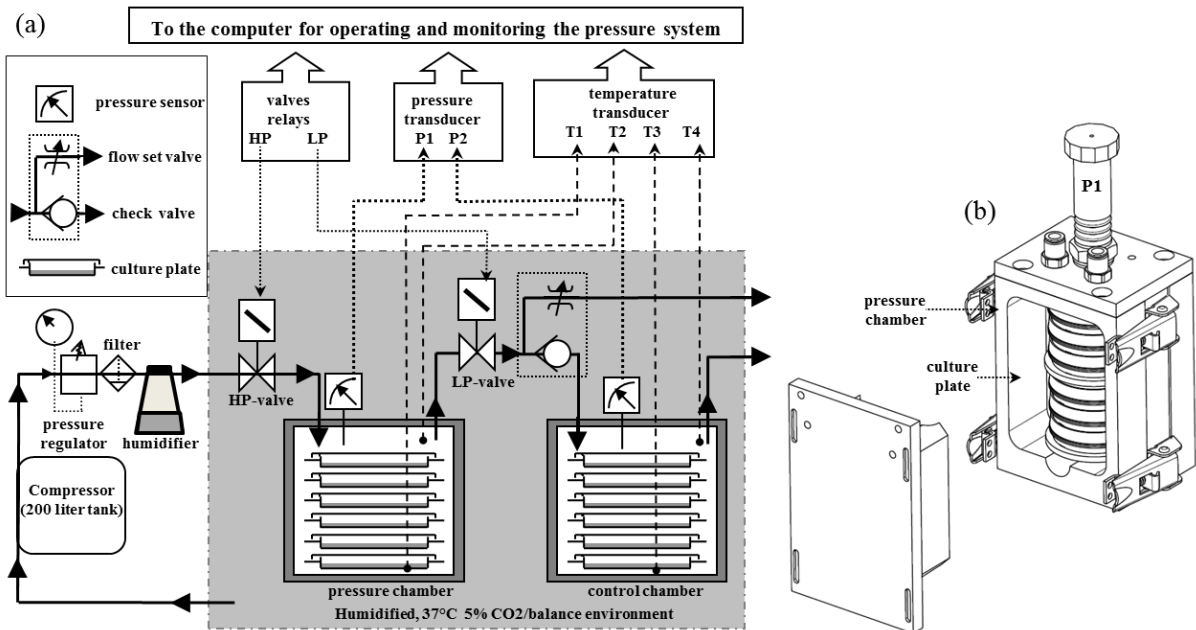 (a)
To the computer for operating and monitoring the pressure system
pressure sensor
flow set valve
check valve
culture plate
valves
relays
HP LP
pressure
transducer
P1 P2
temperature
transducer
T1 T2 T3 T4
filter
pressure
regulator
humidifier
HP-valve
LP-valve
Compressor
(200 liter tank)
pressure chamber
control chamber
Humidified, 37°C 5% CO2/balance environment
(b)
P1
pressure
chamber
culture
plate